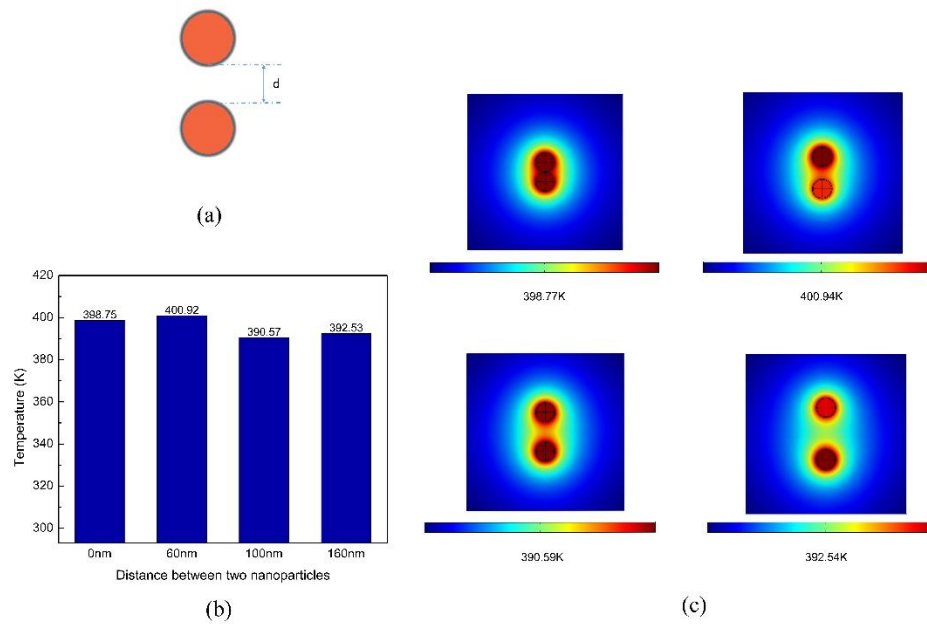 d
(a)
420
400
380
360
340
320
300
Temperature (K)
398.75
400.92
390.57
392.53
0nm
60nm
100nm
160nm
Distance between two nanoparticles
(b)
398.77K
400.94K
390.59K
392.54K
(c)